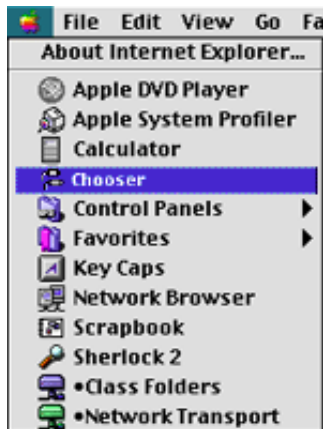 File Edit View Go Fa
About Internet Explorer...
Apple DVD Player
Apple System Profiler
Calculator
Chooser
Control Panels
Favorites
Key Caps
Network Browser
Scrapbook
Sherlock 2
•Class Folders
•Network Transport